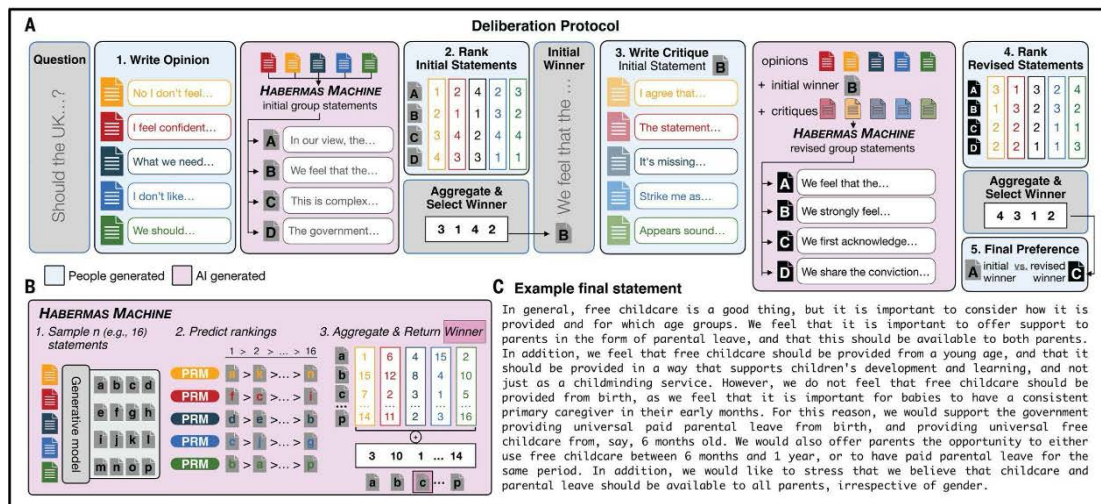 A
Deliberation Protocol
Question
Should the UK...?
1. Write Opinion
No I don't feel...
I feel confident...
What we need...
I don't like...
We should...
HABERMAS MACHINE
initial group statements
A In our view, the...
B We feel that the...
C This is complex...
D The government...
2. Rank
Initial Statements
A 1 2 4 2 3
B 2 1 1 3 2
C 3 4 2 4 4
D 4 3 3 1 1
Aggregate &
Select Winner
3 1 4 2
Initial
Winner
We feel that the ...
B
3. Write Critique
Initial Statement B
I agree that...
The statement...
It's missing...
Strike me as...
Appears sound...
opinions
+ initial winner B
+ critiques
HABERMAS MACHINE
revised group statements
A We feel that the...
B We strongly feel...
C We first acknowledge...
D We share the conviction...
4. Rank
Revised Statements
A 3 1 3 2 4
B 1 3 2 3 2
C 2 2 1 1
D 2 2 1 1 3
Aggregate &
Select Winner
4 3 1 2
5. Final Preference
A initial vs. revised C
winner winner
People generated
AI generated
B
HABERMAS MACHINE
1. Sample n (e.g., 16)
statements
Generative model
a b c d
e f g h
i j k l
m n o p
2. Predict rankings
1 > 2 > ... > 16
PRM > k >...> n
PRM f > c >...> i
PRM d > e >...> h
PRM c > j >...> g
PRM b > a >...> p
3. Aggregate & Return Winner
a 1 6 4 15 2
b 15 12 8 4 10
c 7 2 3 1 5
... ... ... ... ... ...
p 14 11 2 3 16
+
3 10 1 ... 14
a b c ... p
C Example final statement
In general, free childcare is a good thing, but it is important to consider how it is
provided and for which age groups. We feel that it is important to offer support to
parents in the form of parental leave, and that this should be available to both parents.
In addition, we feel that free childcare should be provided from a young age, and that it
should be provided in a way that supports children's development and learning, and not
just as a childminding service. However, we do not feel that free childcare should be
provided from birth, as we feel that it is important for babies to have a consistent
primary caregiver in their early months. For this reason, we would support the government
providing universal paid parental leave from birth, and providing universal free
childcare from, say, 6 months old. We would also offer parents the opportunity to either
use free childcare between 6 months and 1 year, or to have paid parental leave for the
same period. In addition, we would like to stress that we believe that childcare and
parental leave should be available to all parents, irrespective of gender.